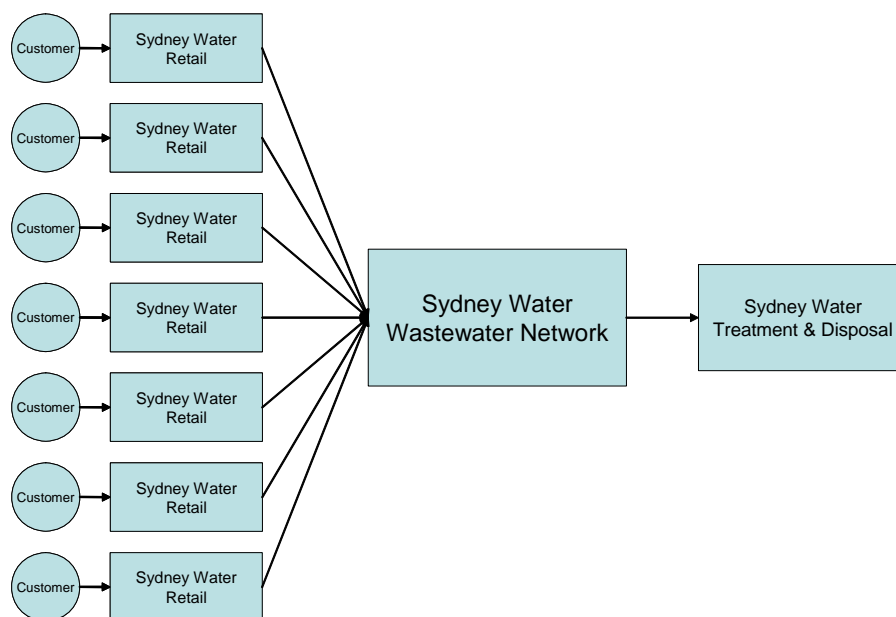 Customer
Sydney Water
Retail
Customer
Sydney Water
Retail
Customer
Sydney Water
Retail
Customer
Sydney Water
Retail
Customer
Sydney Water
Retail
Customer
Sydney Water
Retail
Customer
Sydney Water
Retail
Sydney Water
Wastewater Network
Sydney Water
Treatment & Disposal